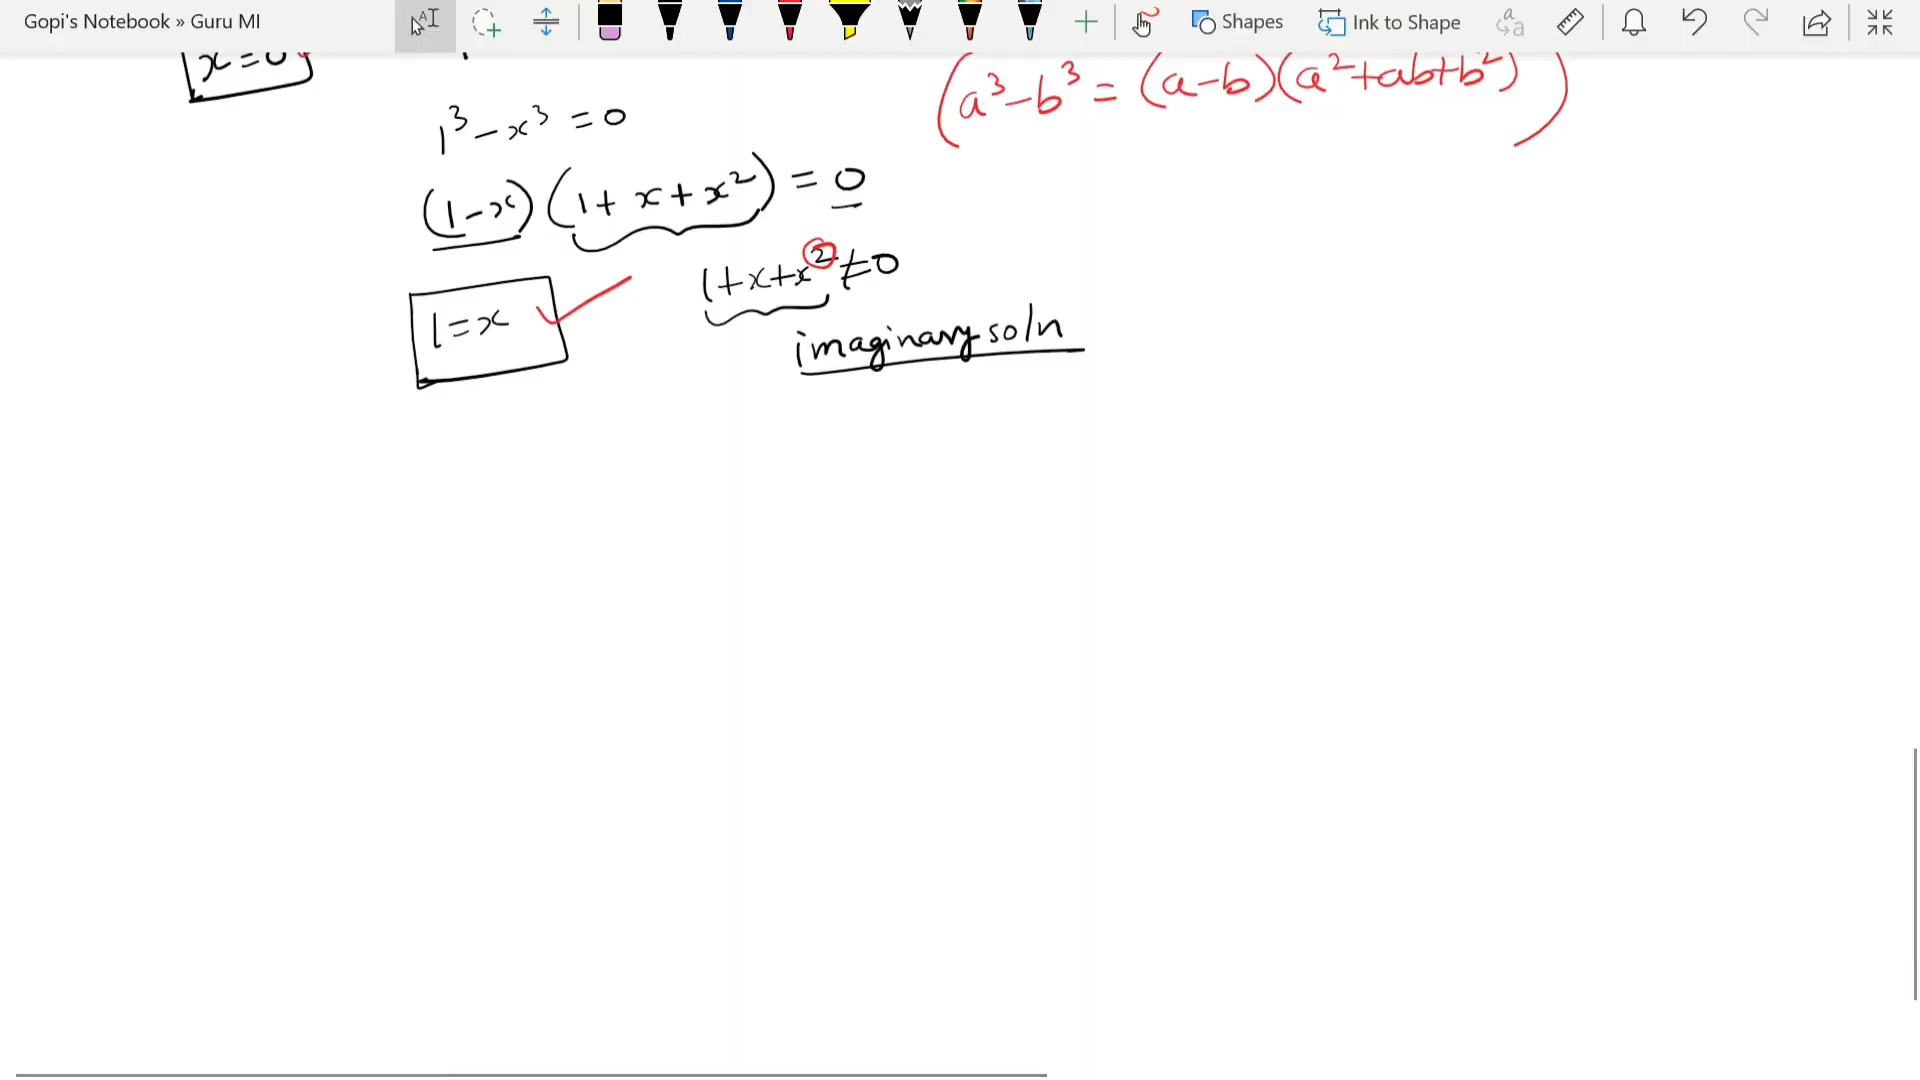 Gopi's Notebook » Guru MI
Shapes
Ink to Shape
x=0
(a³-b³ = (a-b)(a²+ab+b²))
1³-x³ =0
(1-x)(1+x+x²) = 0
1+x+x²≠0
1=x
imaginary soln